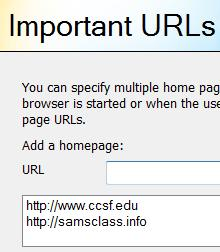 Important URLs
You can specify multiple home pag
browser is started or when the use
page URLs.
Add a homepage:
URL
http://www.ccsf.edu
http://samsclass.info